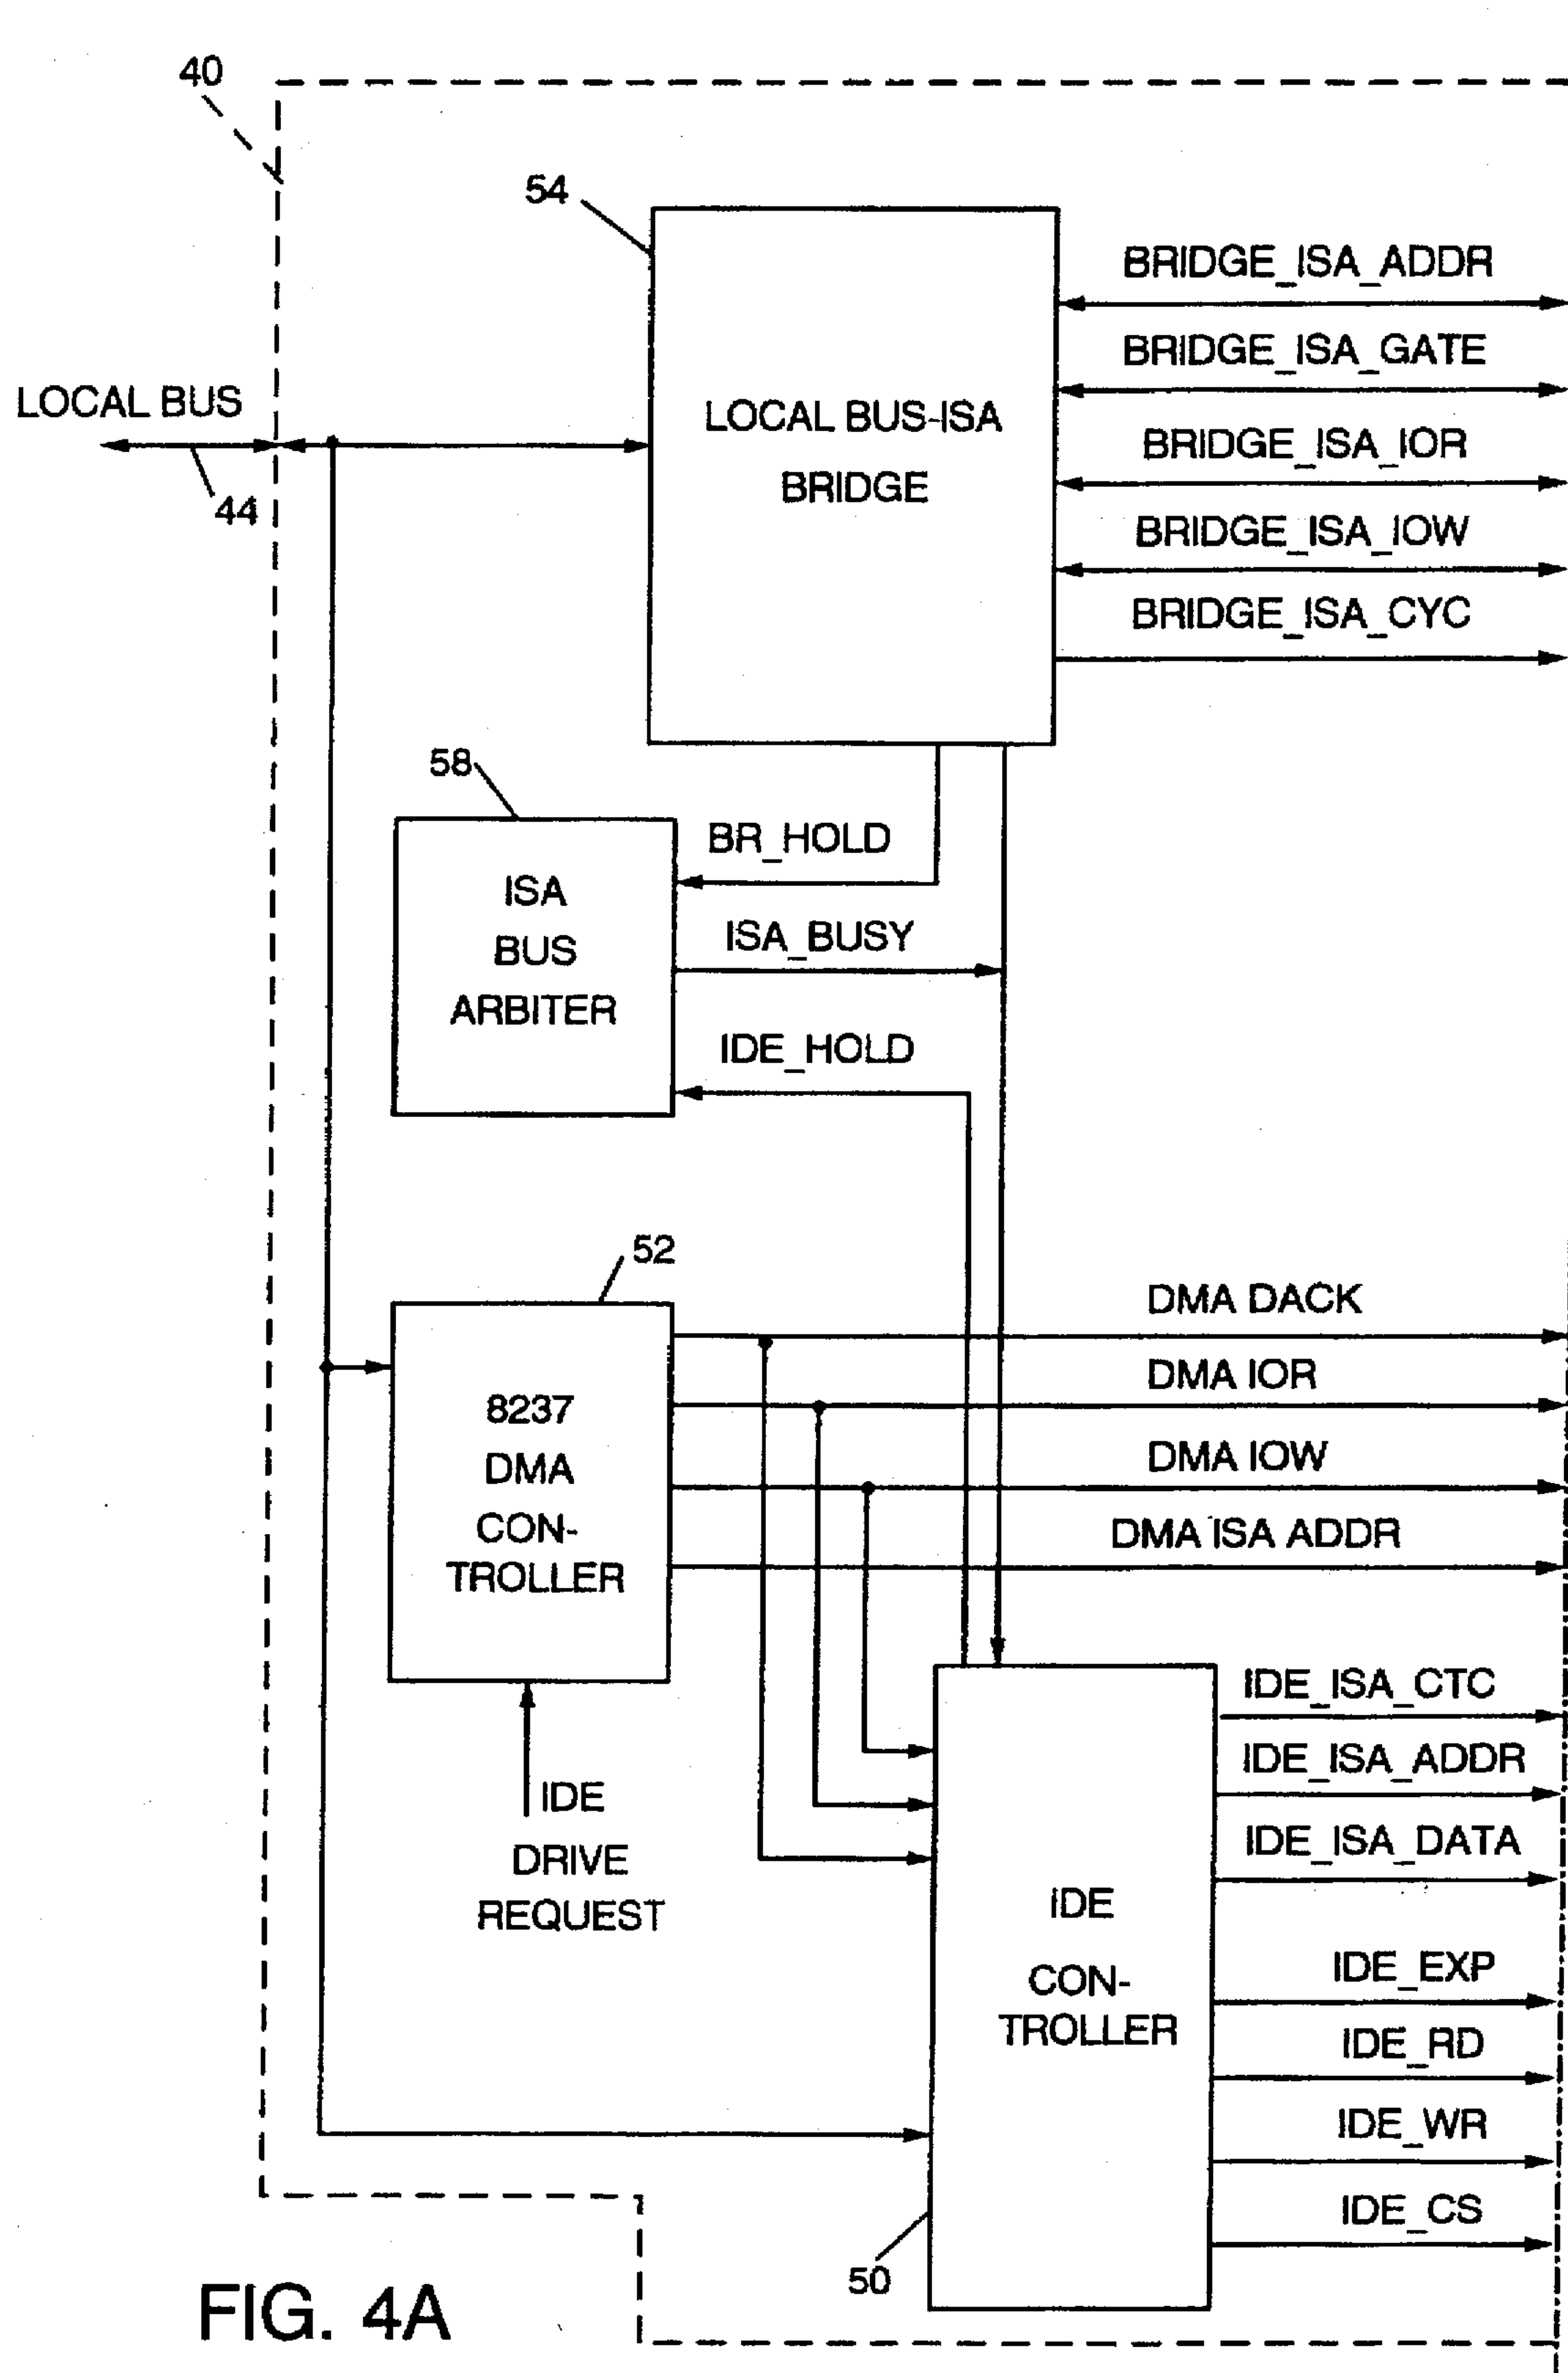 40
54
BRIDGE_ISA_ADDR
BRIDGE_ISA_GATE
LOCAL BUS
LOCAL BUS-ISA
BRIDGE
BRIDGE_ISA_IOR
44
BRIDGE_ISA_IOW
BRIDGE_ISA_CYC
58
BR_HOLD
ISA
BUS
ARBITER
ISA_BUSY
IDE_HOLD
52
DMA DACK
DMA IOR
8237
DMA
CON-
TROLLER
DMA IOW
DMA ISA ADDR
IDE_ISA_CTC
IDE_ISA_ADDR
IDE_ISA_DATA
IDE
DRIVE
REQUEST
IDE
CON-
TROLLER
IDE_EXP
IDE_RD
IDE_WR
IDE_CS
50
FIG. 4A